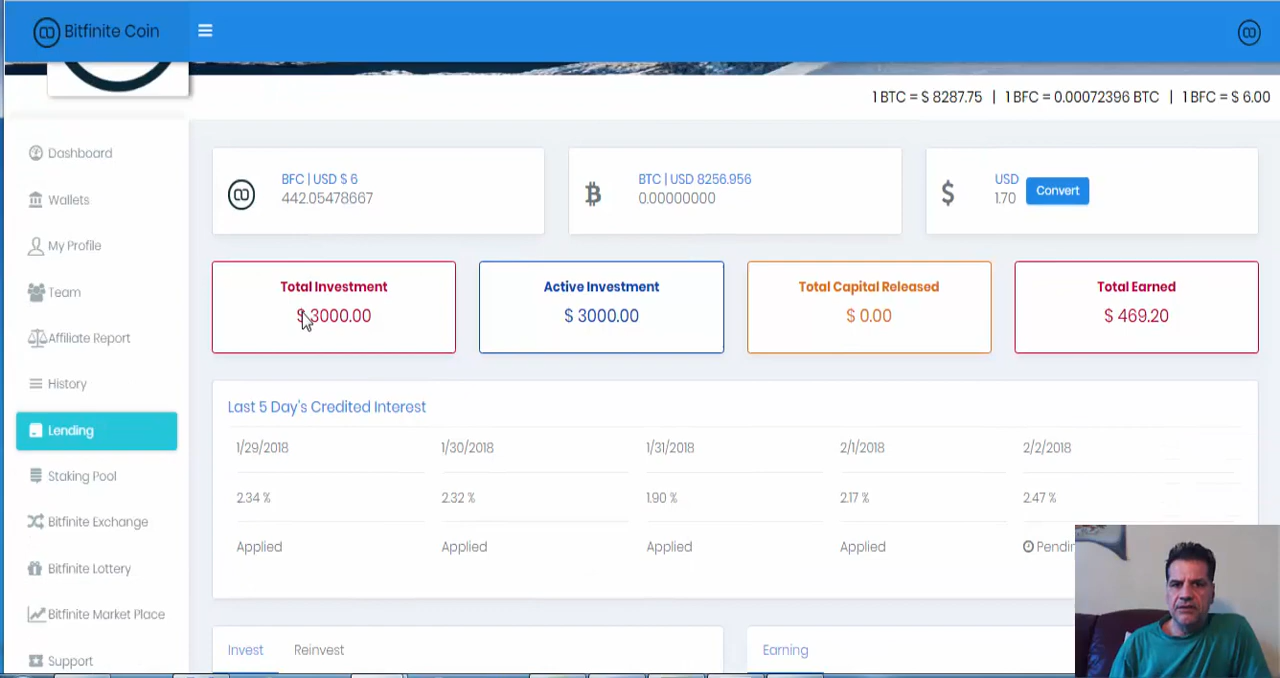 Bitfinite Coin
1 BTC = $ 8287.75 | 1 BFC = 0.00072396 BTC | 1 BFC = $ 6.00
Dashboard
Wallets
My Profile
Team
Affiliate Report
History
Lending
Staking Pool
Bitfinite Exchange
Bitfinite Lottery
Bitfinite Market Place
Support
BFC | USD $ 6
442.05478667
BTC | USD 8256.956
0.00000000
USD
1.70 Convert
Total Investment
$ 3000.00
Active Investment
$ 3000.00
Total Capital Released
$ 0.00
Total Earned
$ 469.20
Last 5 Day's Credited Interest
1/29/2018 1/30/2018 1/31/2018 2/1/2018 2/2/2018
2.34 % 2.32 % 1.90 % 2.17 % 2.47 %
Applied Applied Applied Applied Pendin
Invest Reinvest Earning